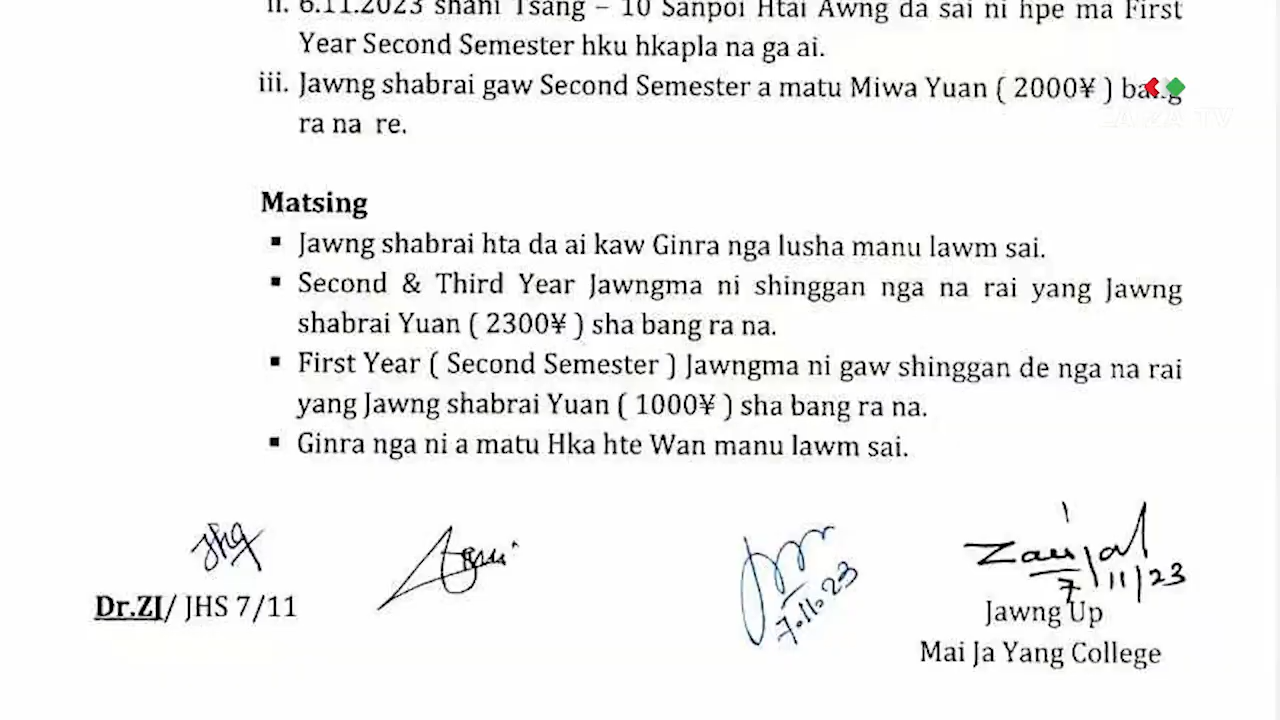 ii. 6.11.2023 shani Tsang – 10 Sanpoi Htai Awng da sai ni hpe ma First
Year Second Semester hku hkapla na ga ai.
iii. Jawng shabrai gaw Second Semester a matu Miwa Yuan ( 2000¥ ) bang
ra na re.
Matsing
▪ Jawng shabrai hta da ai kaw Ginra nga lusha manu lawm sai.
▪ Second & Third Year Jawngma ni shinggan nga na rai yang Jawng
shabrai Yuan ( 2300¥ ) sha bang ra na.
▪ First Year ( Second Semester ) Jawngma ni gaw shinggan de nga na rai
yang Jawng shabrai Yuan ( 1000¥ ) sha bang ra na.
▪ Ginra nga ni a matu Hka hte Wan manu lawm sai.
7.11.23
7/11/23
Dr.ZJ/ JHS 7/11
Jawng Up
Mai Ja Yang College